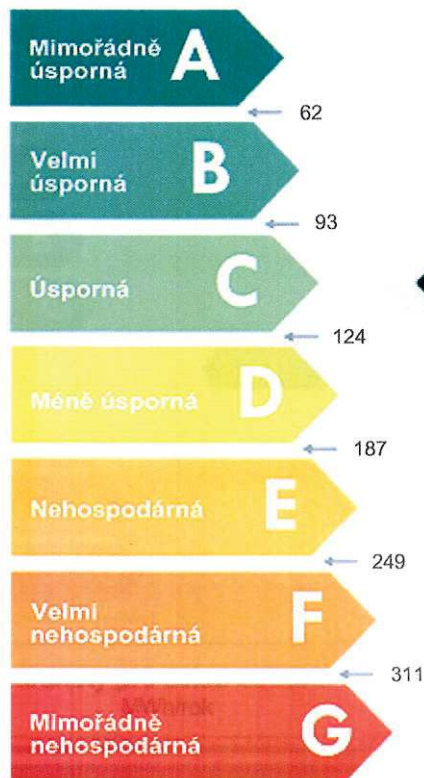 Mimořádně
úsporná
A
62
Velmi
úsporná
B
93
Úsporná
C
124
Méně úsporná
D
187
Nehospodárná
E
249
Velmi
nehospodárná
F
311
Mimořádně
nehospodárná
G